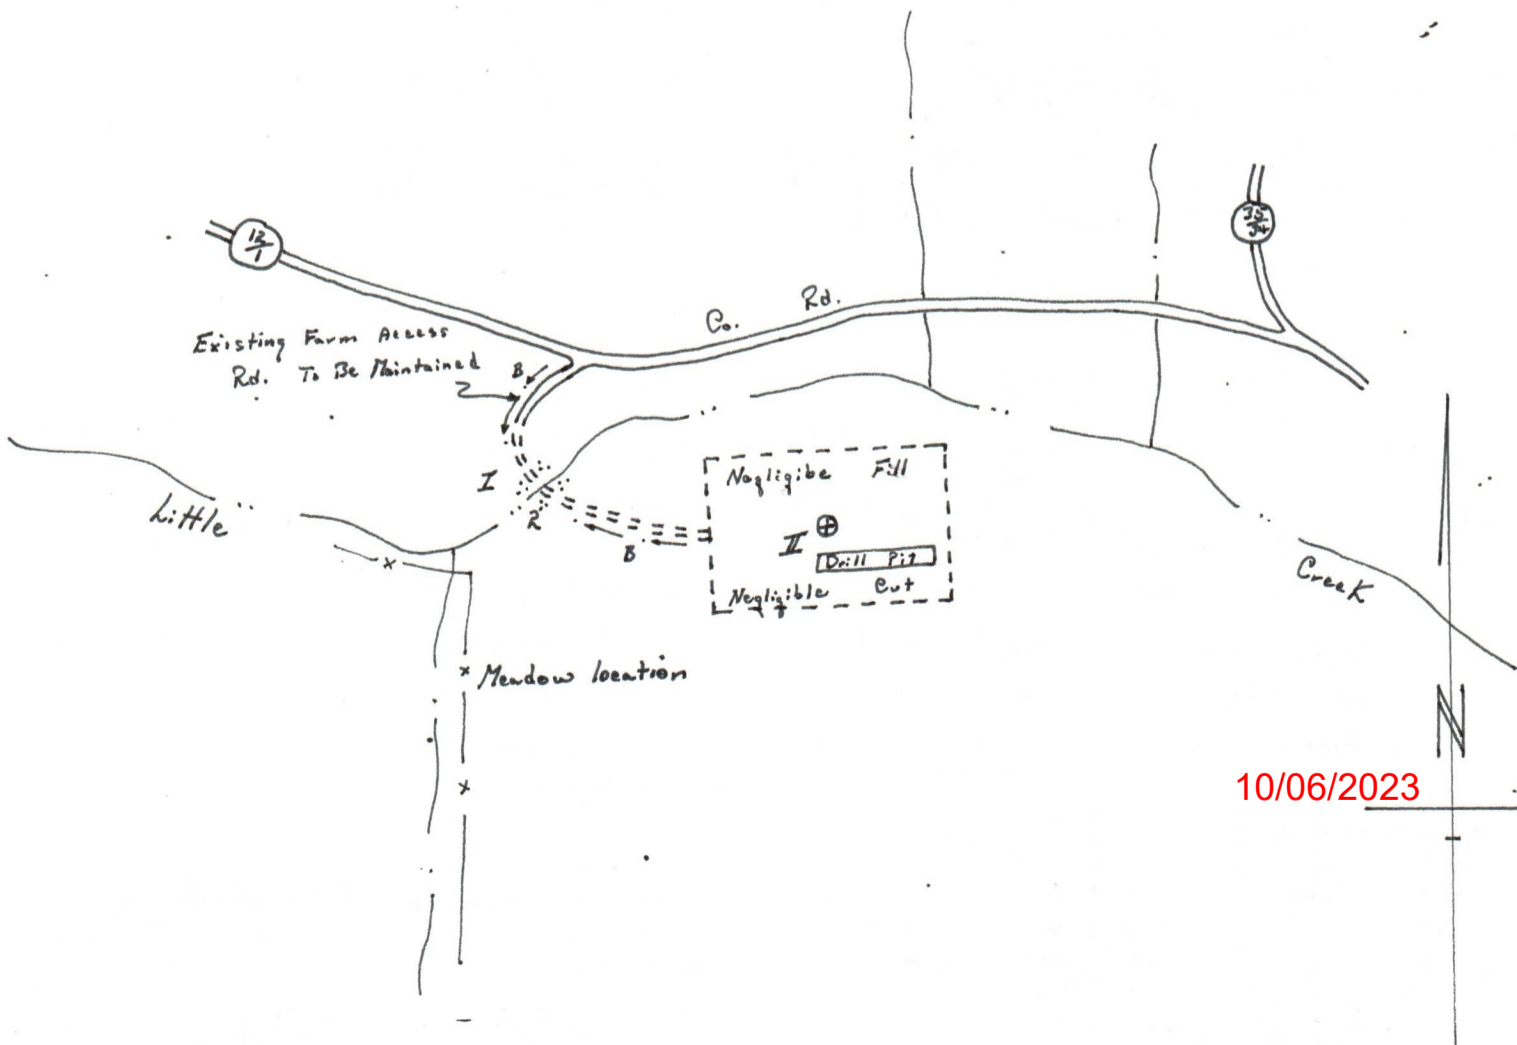 12/1
35/34
Co. Rd.
Existing Farm Access
Rd. To Be Maintained
B
I
R
B
Negligibe Fill
II
Drill Pit
Negligible Cut
Little
Creek
Meadow location
N
10/06/2023